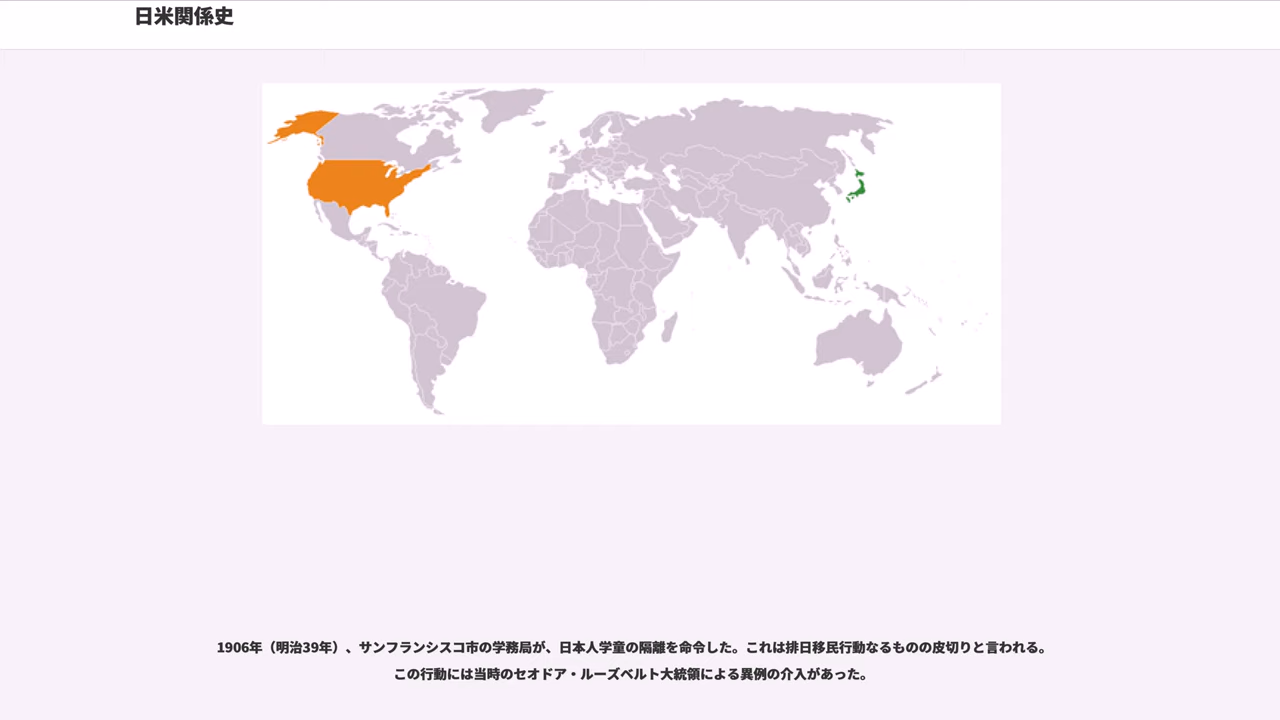 日米関係史
1906年（明治39年）、サンフランシスコ市の学務局が、日本人学童の隔離を命令した。これは排日移民行動なるものの皮切りと言われる。
この行動には当時のセオドア・ルーズベルト大統領による異例の介入があった。